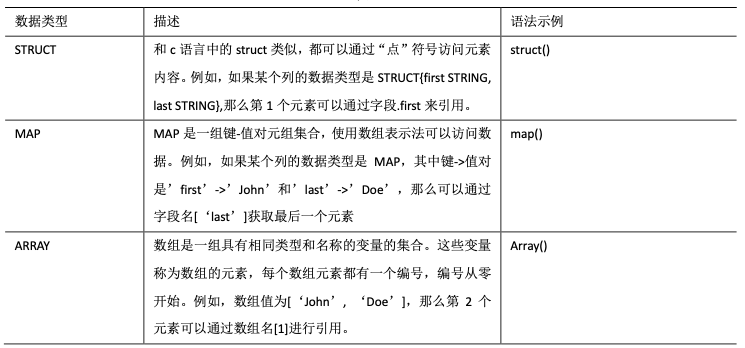 数据类型 描述 语法示例
STRUCT 和 c 语言中的 struct 类似，都可以通过“点”符号访问元素 struct()
内容。例如，如果某个列的数据类型是 STRUCT{first STRING,
last STRING},那么第 1 个元素可以通过字段.first 来引用。
MAP MAP 是一组键-值对元组集合，使用数组表示法可以访问数 map()
据。例如，如果某个列的数据类型是 MAP，其中键->值对
是’first’->’John’和’last’->’Doe’，那么可以通过
字段名[‘last’]获取最后一个元素
ARRAY 数组是一组具有相同类型和名称的变量的集合。这些变量 Array()
称为数组的元素，每个数组元素都有一个编号，编号从零
开始。例如，数组值为[‘John’, ‘Doe’]，那么第 2 个
元素可以通过数组名[1]进行引用。